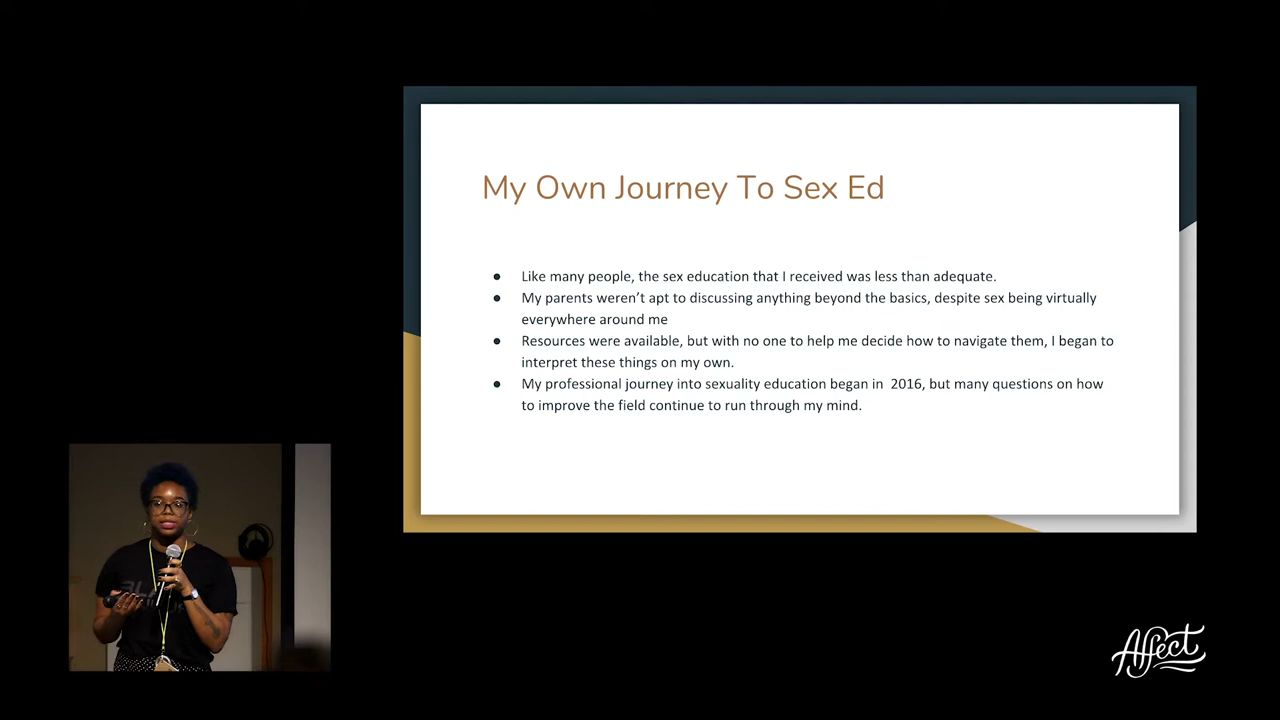 My Own Journey To Sex Ed
● Like many people, the sex education that I received was less than adequate.
● My parents weren't apt to discussing anything beyond the basics, despite sex being virtually
everywhere around me
● Resources were available, but with no one to help me decide how to navigate them, I began to
interpret these things on my own.
● My professional journey into sexuality education began in  2016, but many questions on how
to improve the field continue to run through my mind.
Affect